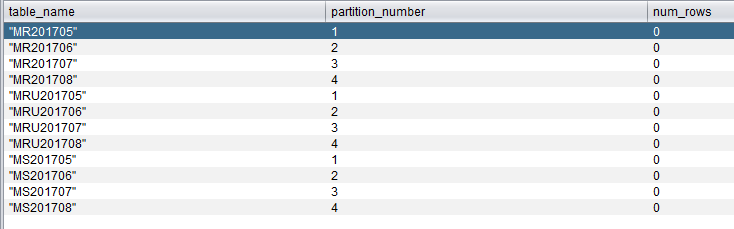 table_name partition_number num_rows
"MR201705" 1 0
"MR201706" 2 0
"MR201707" 3 0
"MR201708" 4 0
"MRU201705" 1 0
"MRU201706" 2 0
"MRU201707" 3 0
"MRU201708" 4 0
"MS201705" 1 0
"MS201706" 2 0
"MS201707" 3 0
"MS201708" 4 0